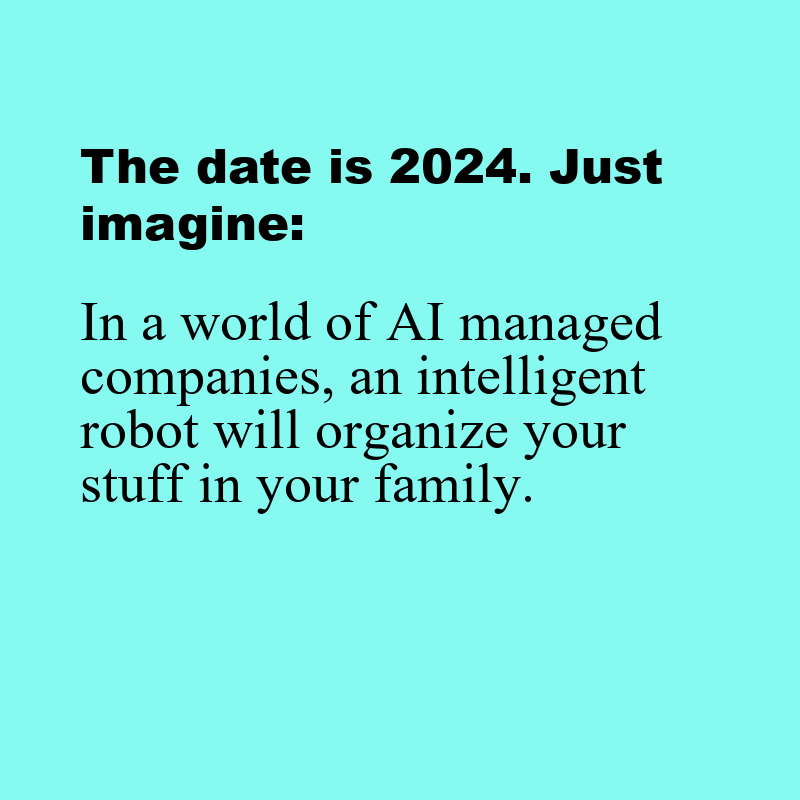 The date is 2024. Just
imagine:
In a world of AI managed
companies, an intelligent
robot will organize your
stuff in your family.